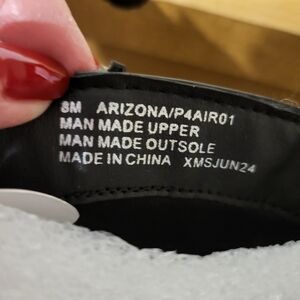 8M ARIZONA/P4AIR01
MAN MADE UPPER
MAN MADE OUTSOLE
MADE IN CHINA XMSJUN24